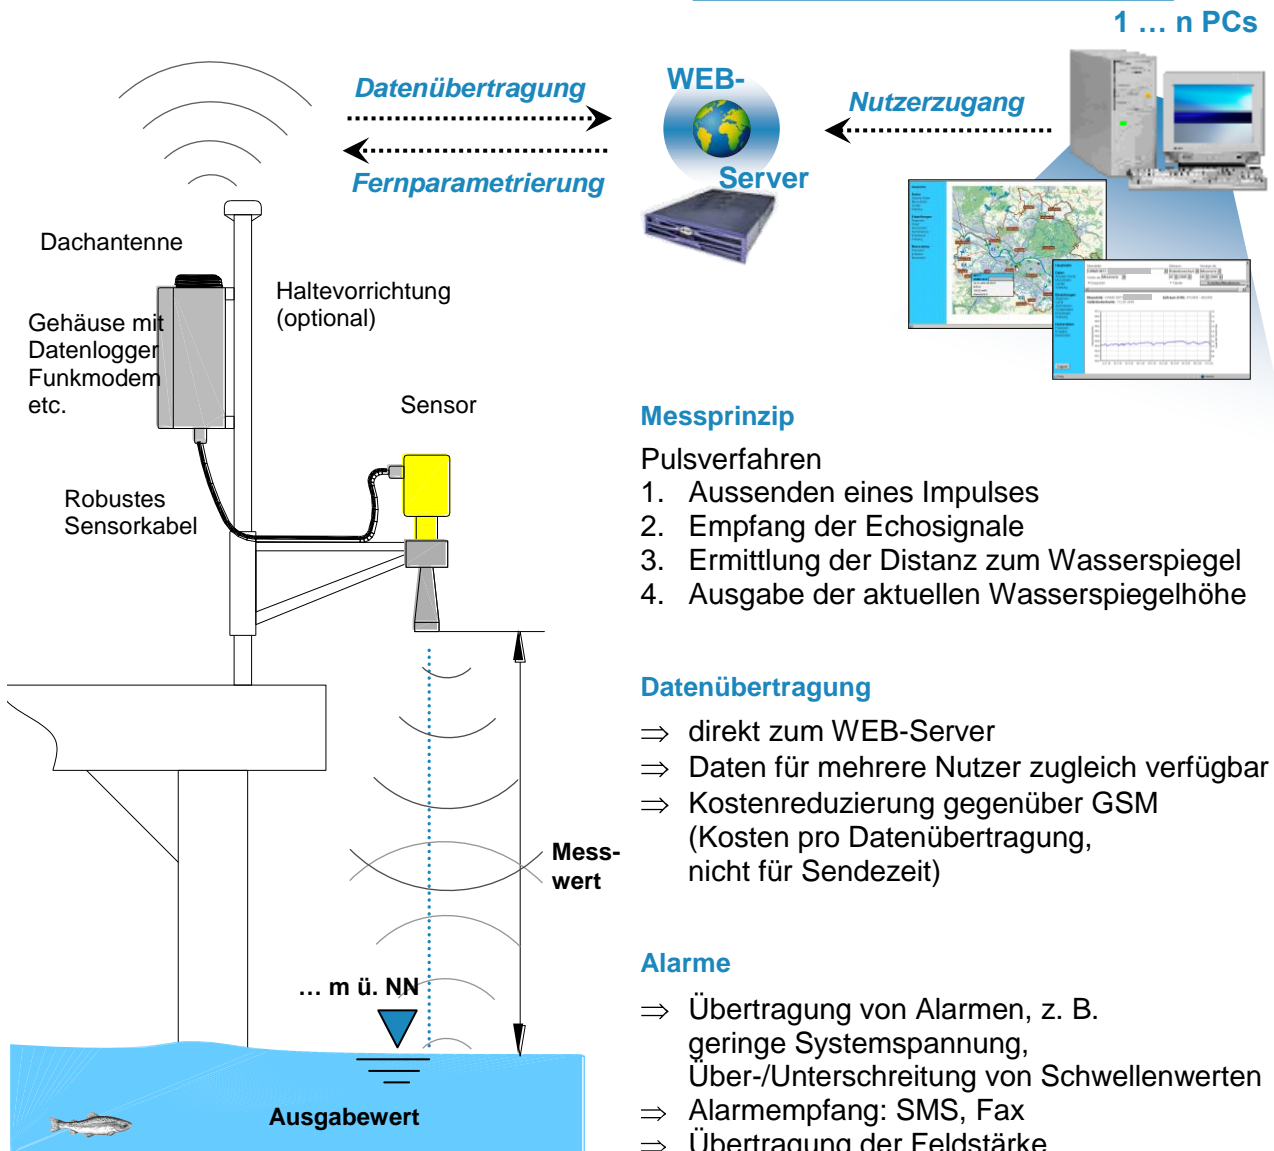 1 … n PCs
Datenübertragung
WEB-
Server
Nutzerzugang
Fernparametrierung
Dachantenne
Haltevorrichtung
(optional)
Gehäuse mit
Datenlogger
Funkmodem
etc.
Sensor
Robustes
Sensorkabel
Mess-
wert
… m ü. NN
Ausgabewert
Messprinzip
Pulsverfahren
1. Aussenden eines Impulses
2. Empfang der Echosignale
3. Ermittlung der Distanz zum Wasserspiegel
4. Ausgabe der aktuellen Wasserspiegelhöhe
Datenübertragung
⇒ direkt zum WEB-Server
⇒ Daten für mehrere Nutzer zugleich verfügbar
⇒ Kostenreduzierung gegenüber GSM
(Kosten pro Datenübertragung,
nicht für Sendezeit)
Alarme
⇒ Übertragung von Alarmen, z. B.
geringe Systemspannung,
Über-/Unterschreitung von Schwellenwerten
⇒ Alarmempfang: SMS, Fax
⇒ Übertragung der Feldstärke